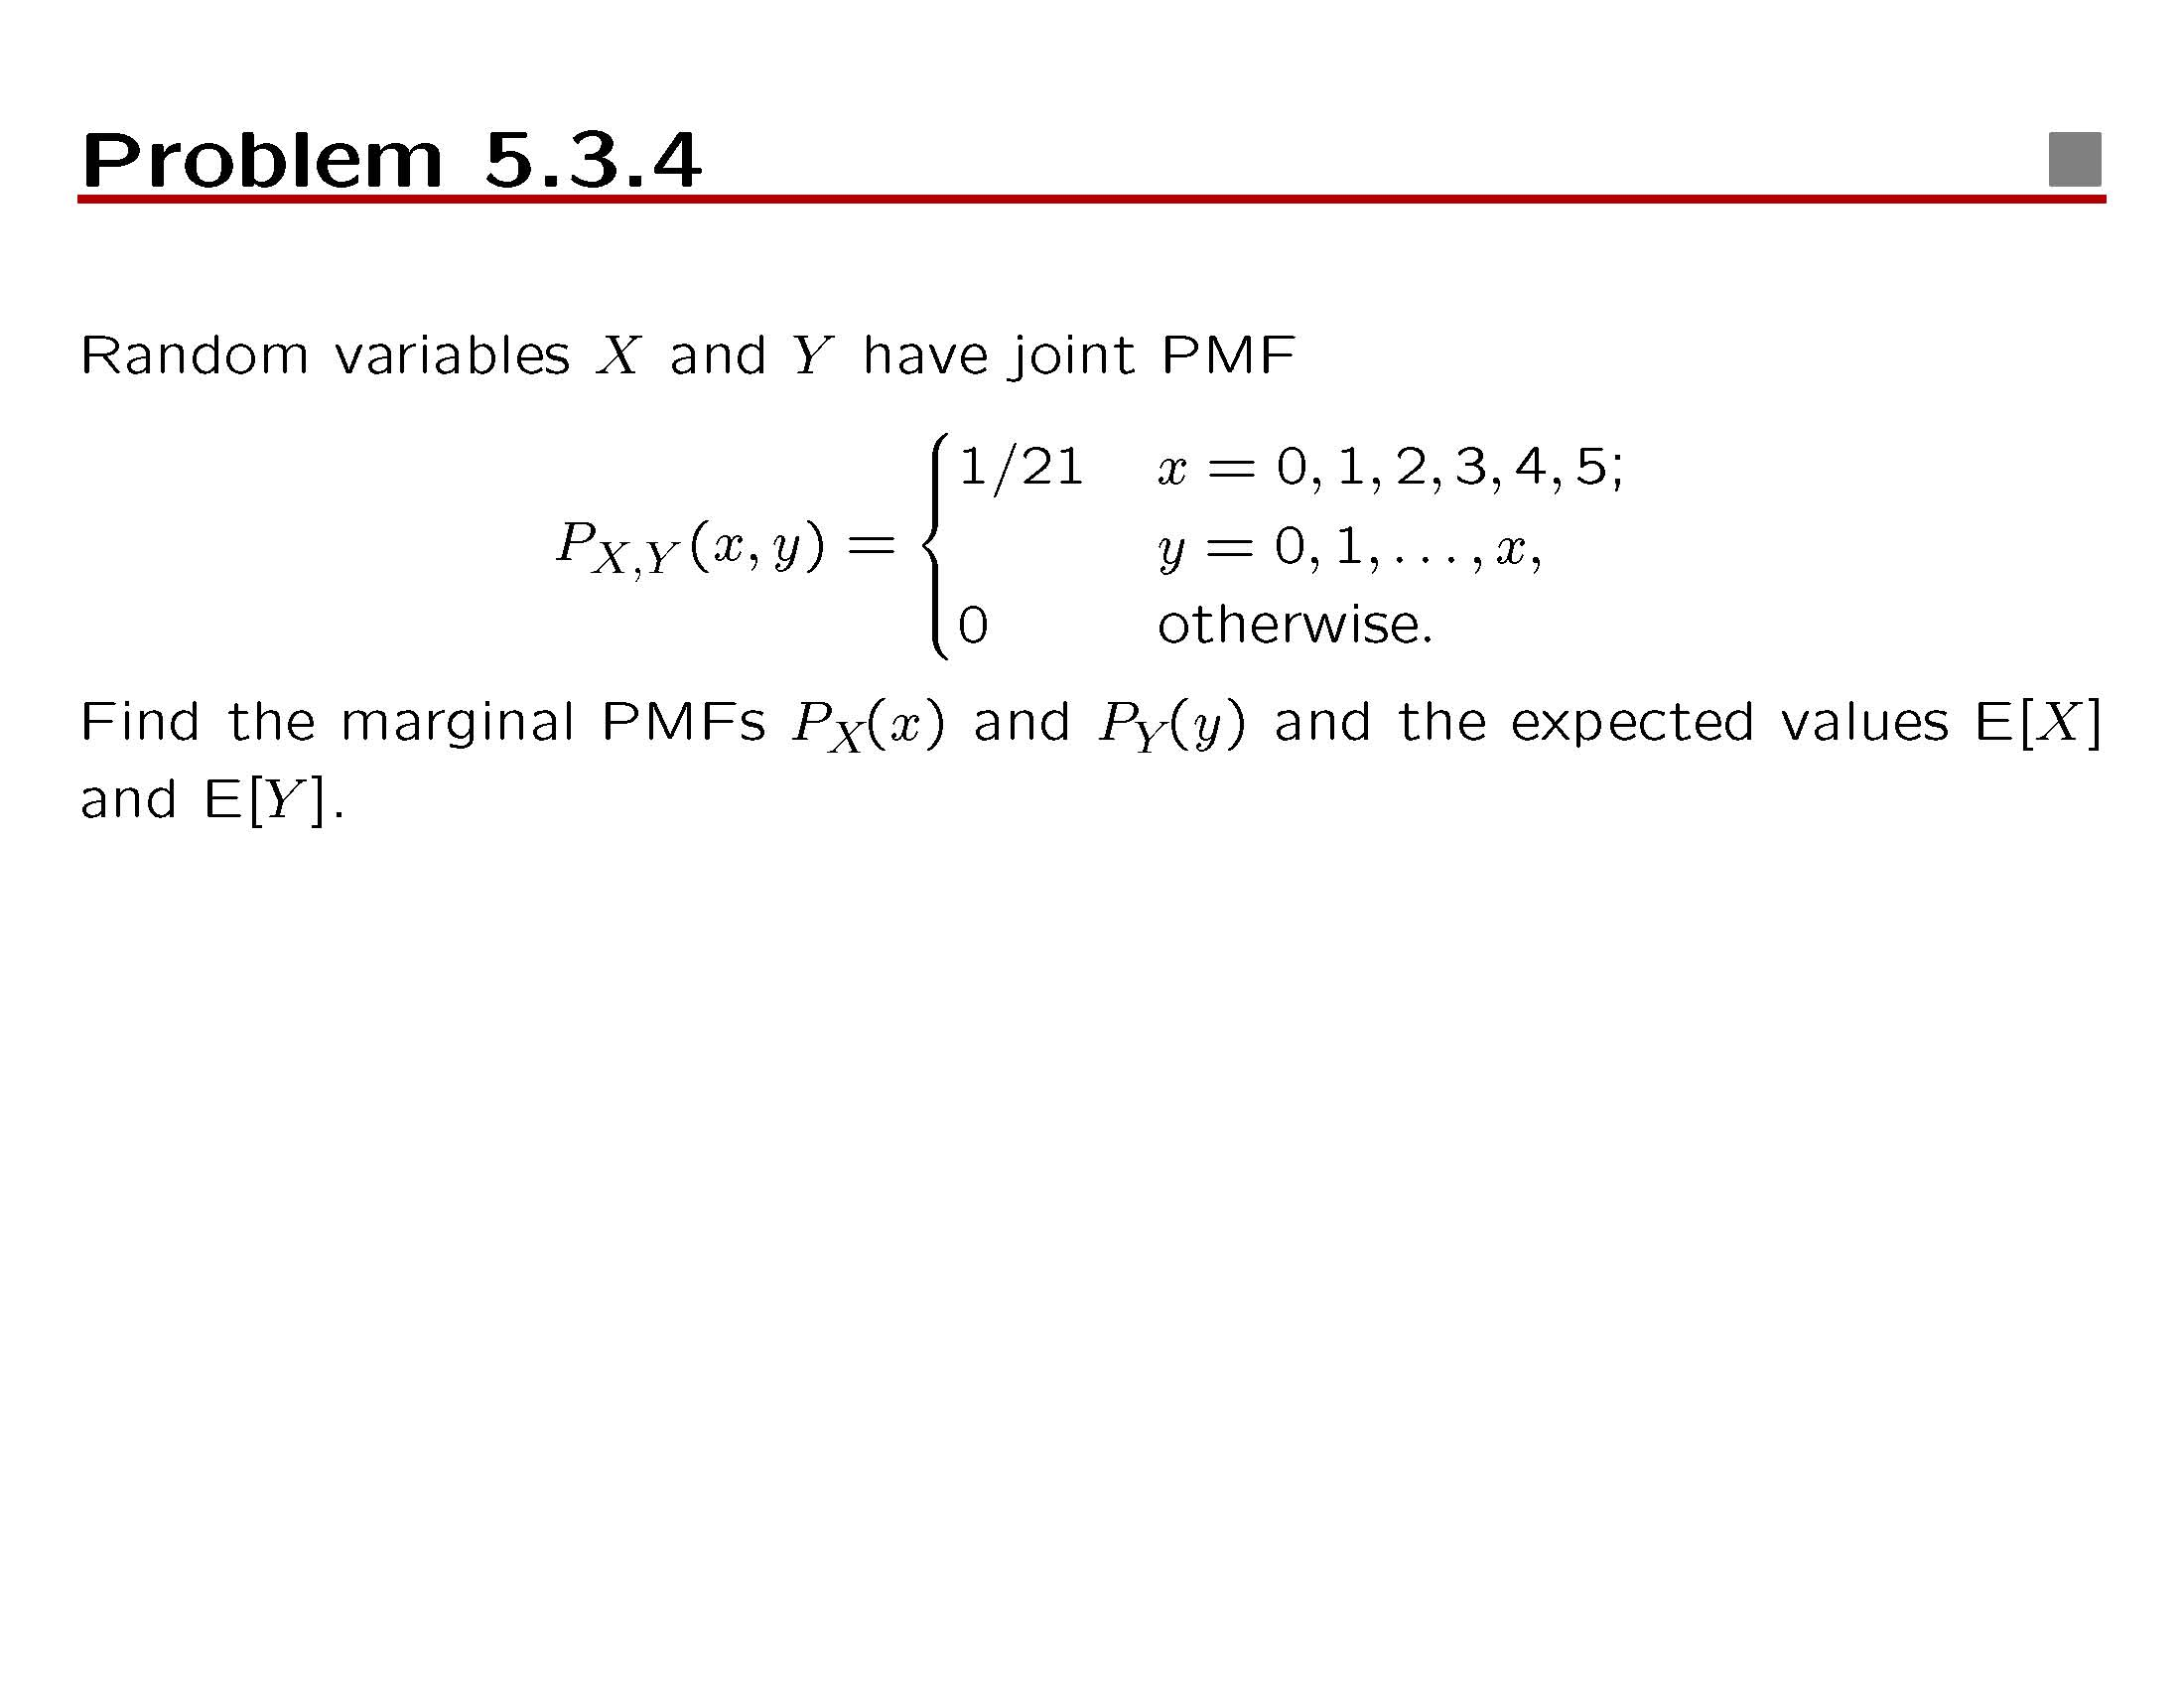 Problem 5.3.4
Random variables X and Y have joint PMF
P_{X,Y}(x, y) = { 1/21 x = 0, 1, 2, 3, 4, 5;
y = 0, 1, . . . , x,
0 otherwise.
Find the marginal PMFs P_X(x) and P_Y(y) and the expected values E[X]
and E[Y].